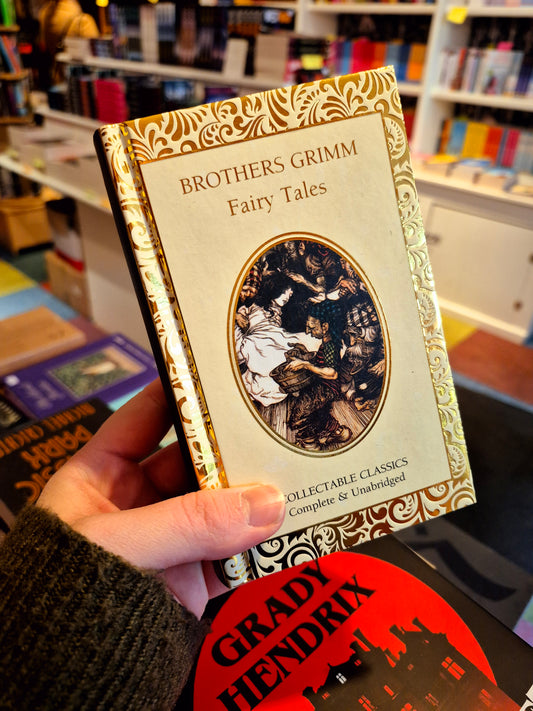 BROTHERS GRIMM
Fairy Tales
COLLECTABLE CLASSICS
Complete & Unabridged
GRADY
HENDRIX